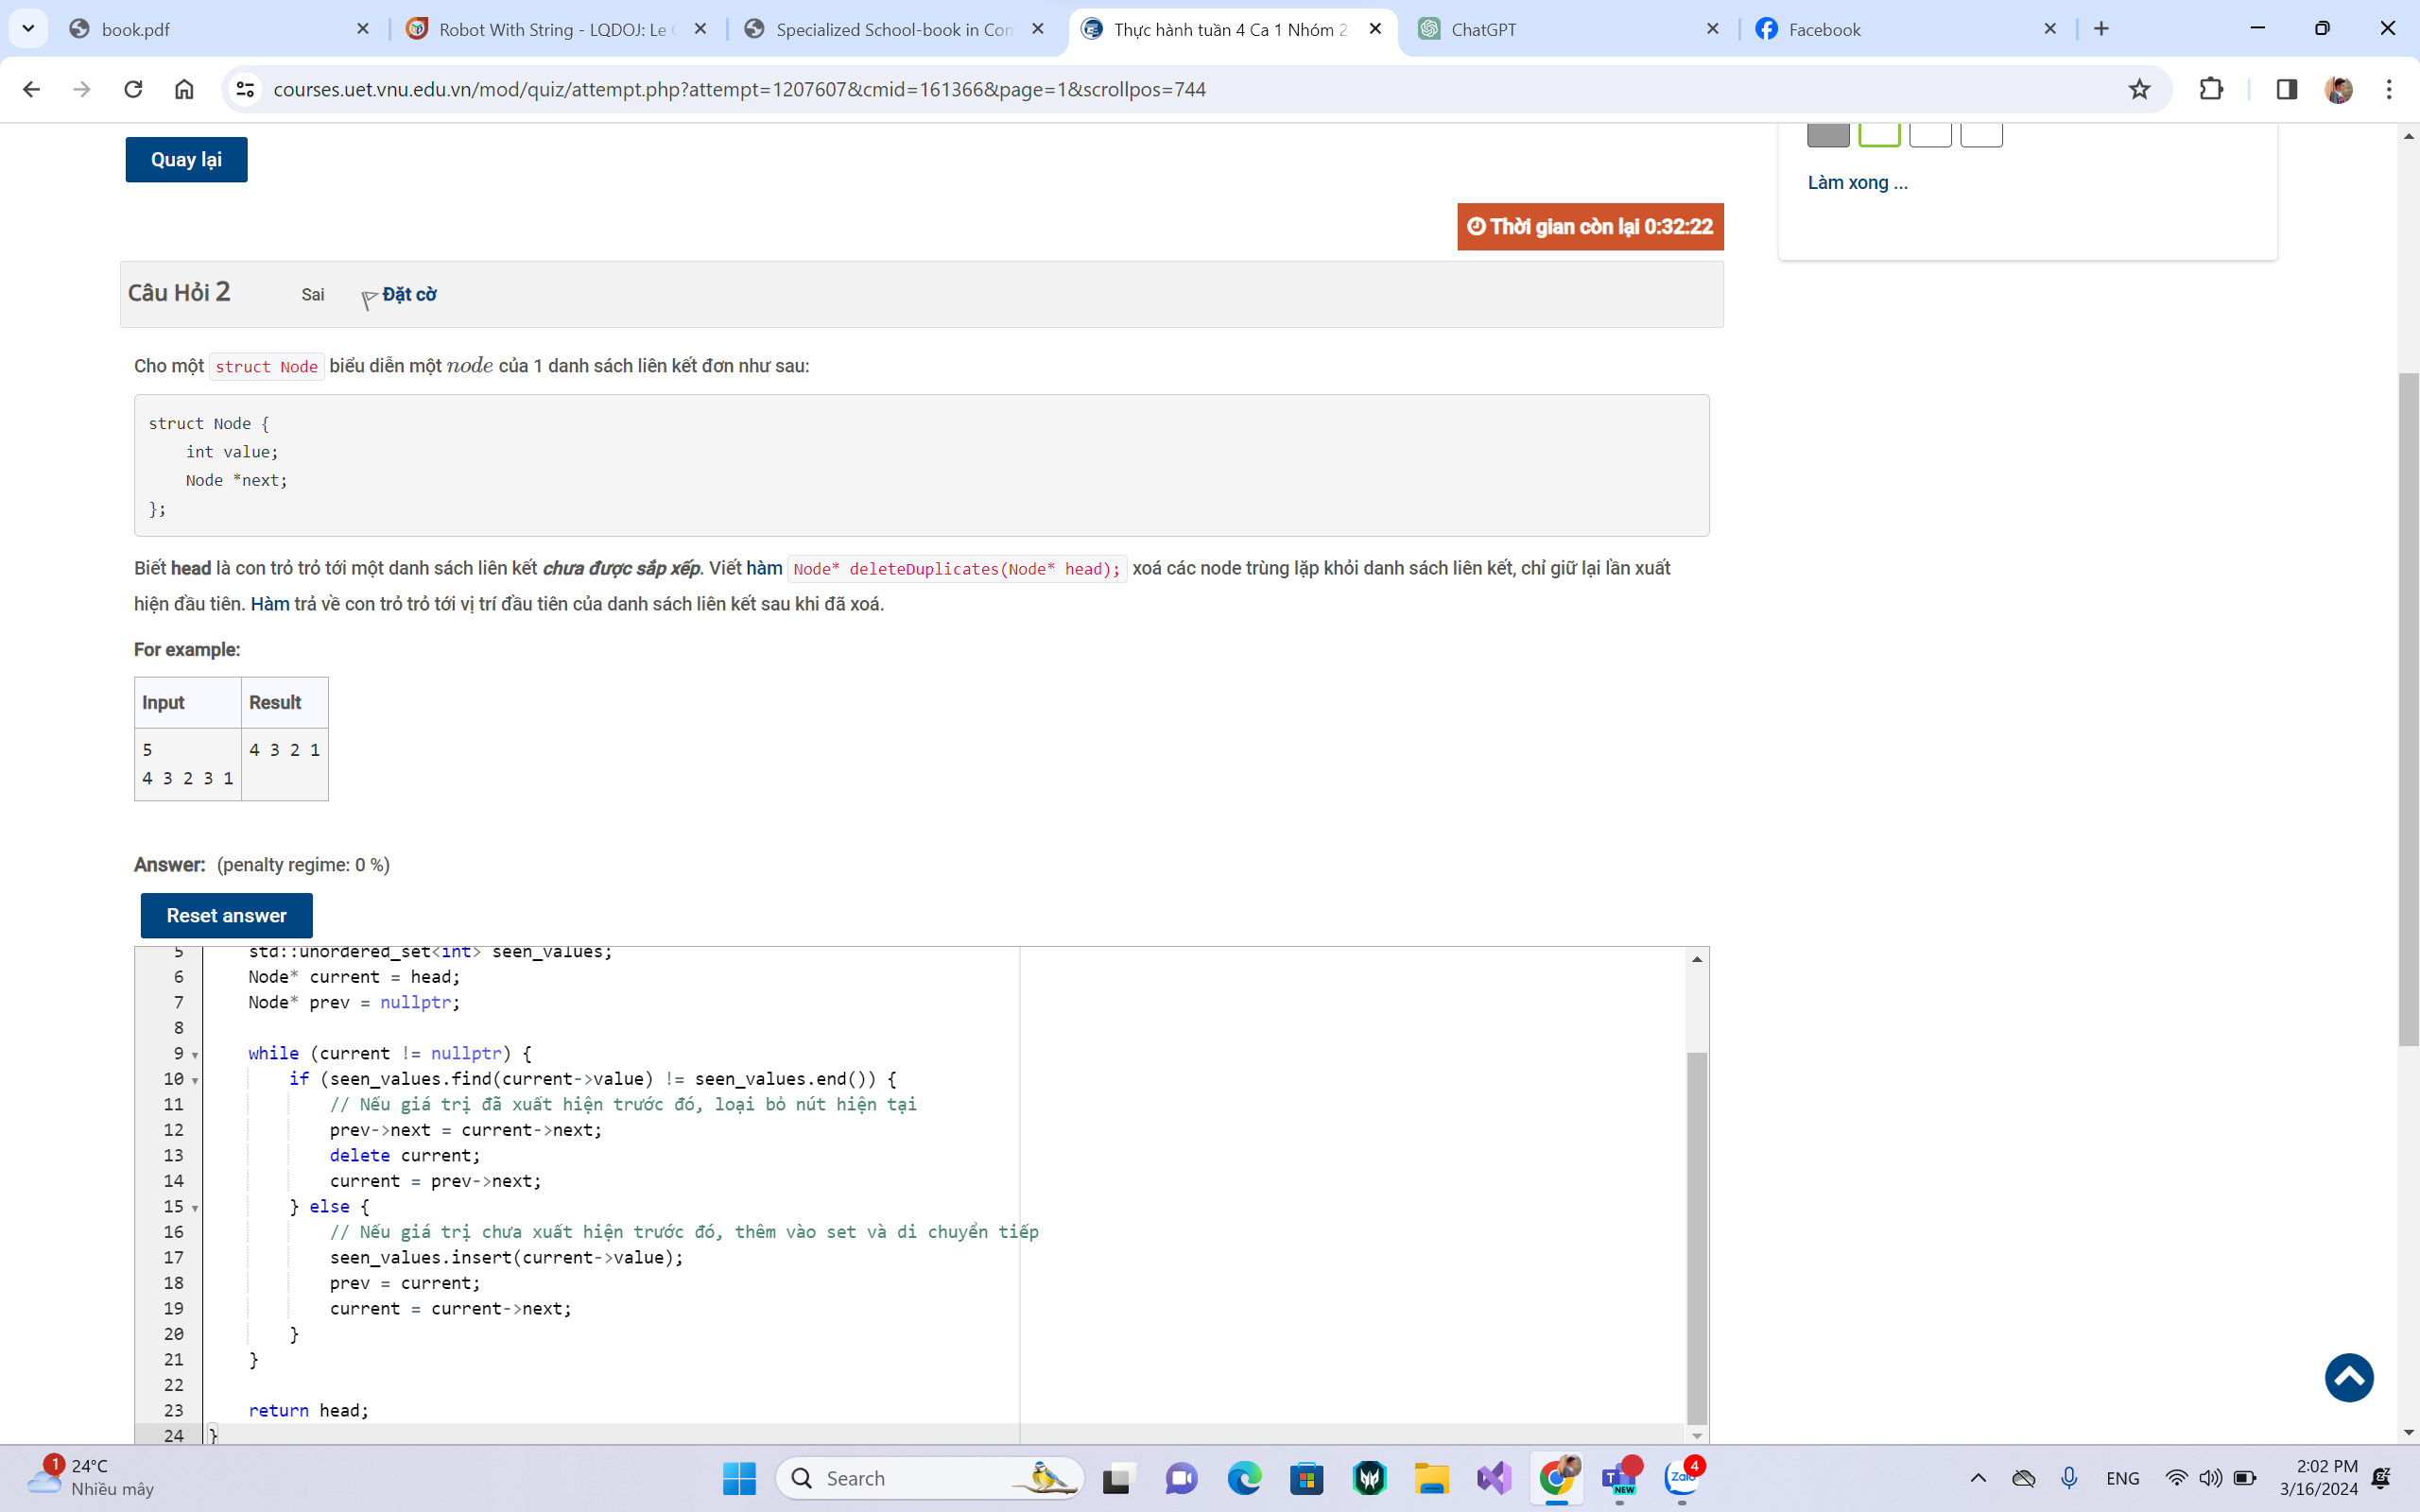 book.pdf
Robot With String - LQDOJ: Le
Specialized School-book in Con
Thực hành tuần 4 Ca 1 Nhóm 2
ChatGPT
Facebook
courses.uet.vnu.edu.vn/mod/quiz/attempt.php?attempt=1207607&cmid=161366&page=1&scrollpos=744
Quay lại
Làm xong ...
Thời gian còn lại 0:32:22
Câu Hỏi 2
Sai
Đặt cờ
Cho một struct Node biểu diễn một node của 1 danh sách liên kết đơn như sau:
struct Node {
    int value;
    Node *next;
};
Biết head là con trỏ trỏ tới một danh sách liên kết chưa được sắp xếp. Viết hàm Node* deleteDuplicates(Node* head); xoá các node trùng lặp khỏi danh sách liên kết, chỉ giữ lại lần xuất
hiện đầu tiên. Hàm trả về con trỏ trỏ tới vị trí đầu tiên của danh sách liên kết sau khi đã xoá.
For example:
Input Result
5 4 3 2 1
4 3 2 3 1
Answer: (penalty regime: 0 %)
Reset answer
5 std::unordered_set<int> seen_values;
6 Node* current = head;
7 Node* prev = nullptr;
8
9 while (current != nullptr) {
10 if (seen_values.find(current->value) != seen_values.end()) {
11 // Nếu giá trị đã xuất hiện trước đó, loại bỏ nút hiện tại
12 prev->next = current->next;
13 delete current;
14 current = prev->next;
15 } else {
16 // Nếu giá trị chưa xuất hiện trước đó, thêm vào set và di chuyển tiếp
17 seen_values.insert(current->value);
18 prev = current;
19 current = current->next;
20 }
21 }
22
23 return head;
24 }
1
24°C
Nhiều mây
Search
NEW
Zalo
4
ENG
2:02 PM
3/16/2024